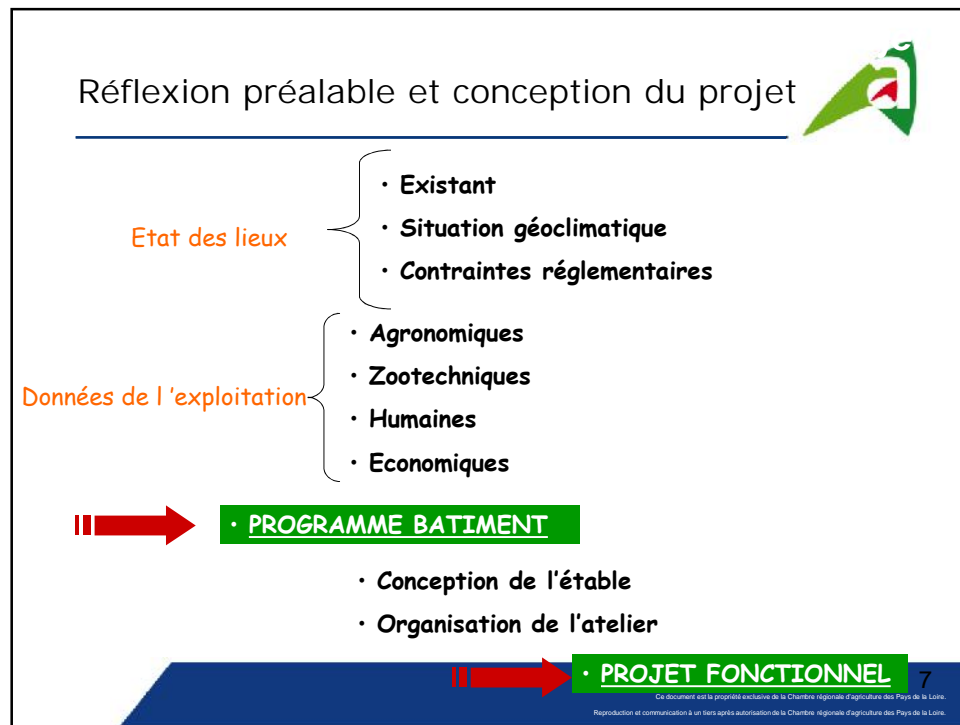 Réflexion préalable et conception du projet
• Existant
Etat des lieux
• Situation géoclimatique
• Contraintes réglementaires
• Agronomiques
• Zootechniques
Données de l 'exploitation
• Humaines
• Economiques
• PROGRAMME BATIMENT
• Conception de l'étable
• Organisation de l'atelier
• PROJET FONCTIONNEL
7
Ce document est la propriété exclusive de la Chambre régionale d'agriculture des Pays de la Loire.
Reproduction et communication à un tiers après autorisation de la Chambre régionale d'agriculture des Pays de la Loire.